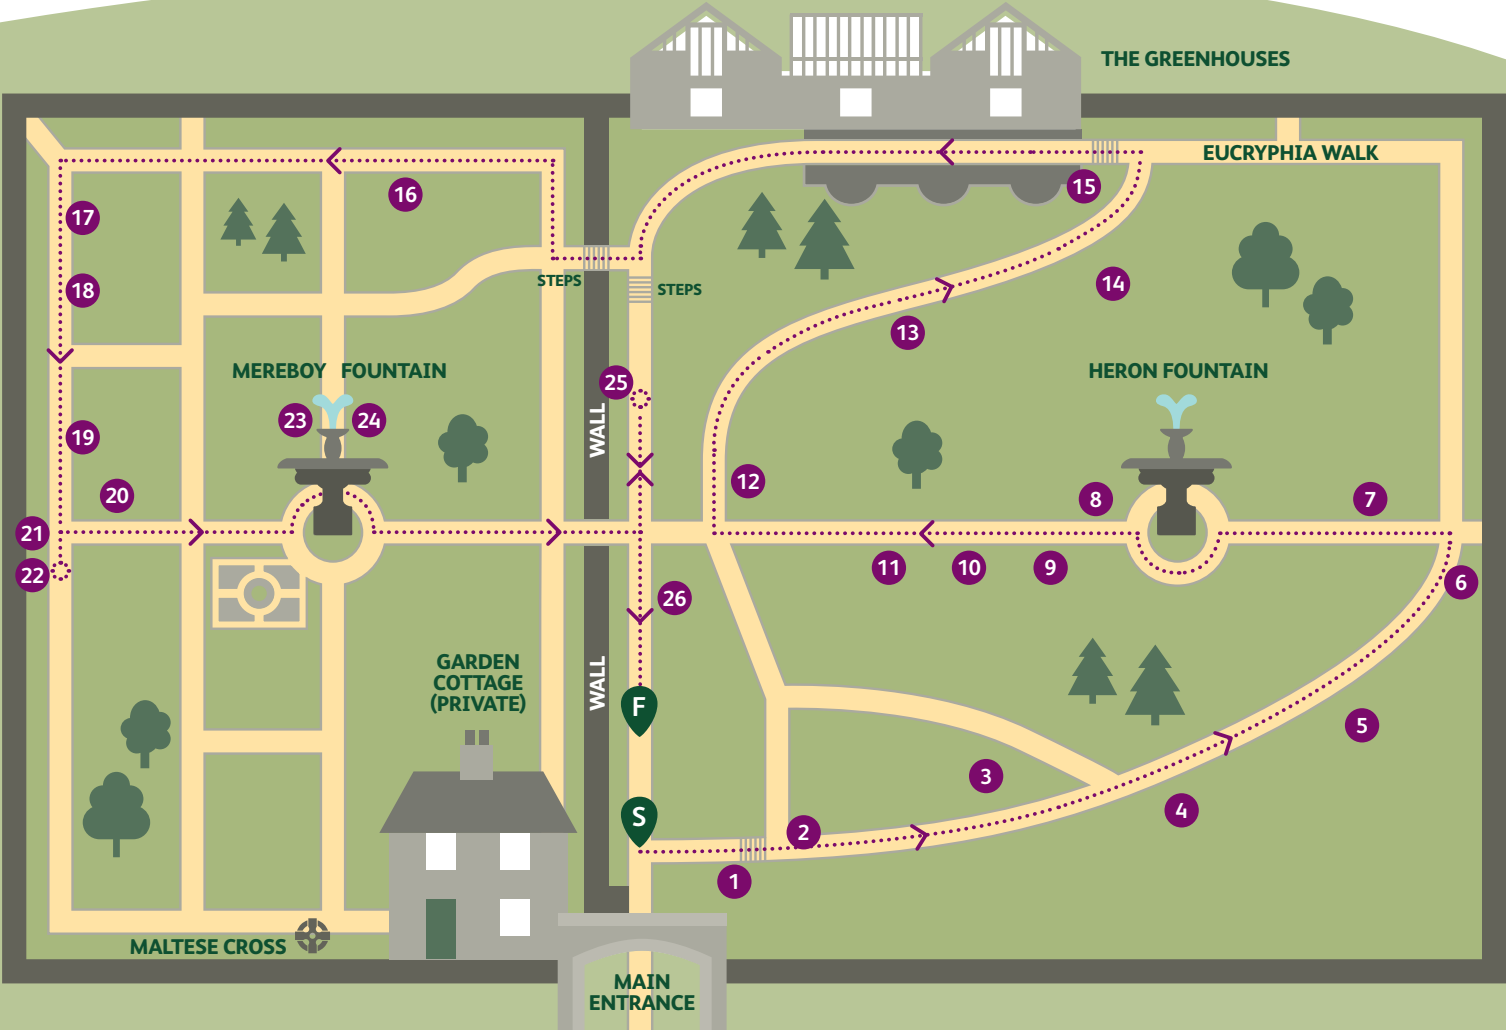 THE GREENHOUSES
EUCRYPHIA WALK
15
16
17
18
14
STEPS
STEPS
13
MEREBOY FOUNTAIN
HERON FOUNTAIN
25
23
24
WALL
19
12
20
8
7
21
22
11
10
9
6
26
GARDEN
COTTAGE
(PRIVATE)
WALL
F
5
3
4
S
2
1
MALTESE CROSS
MAIN
ENTRANCE